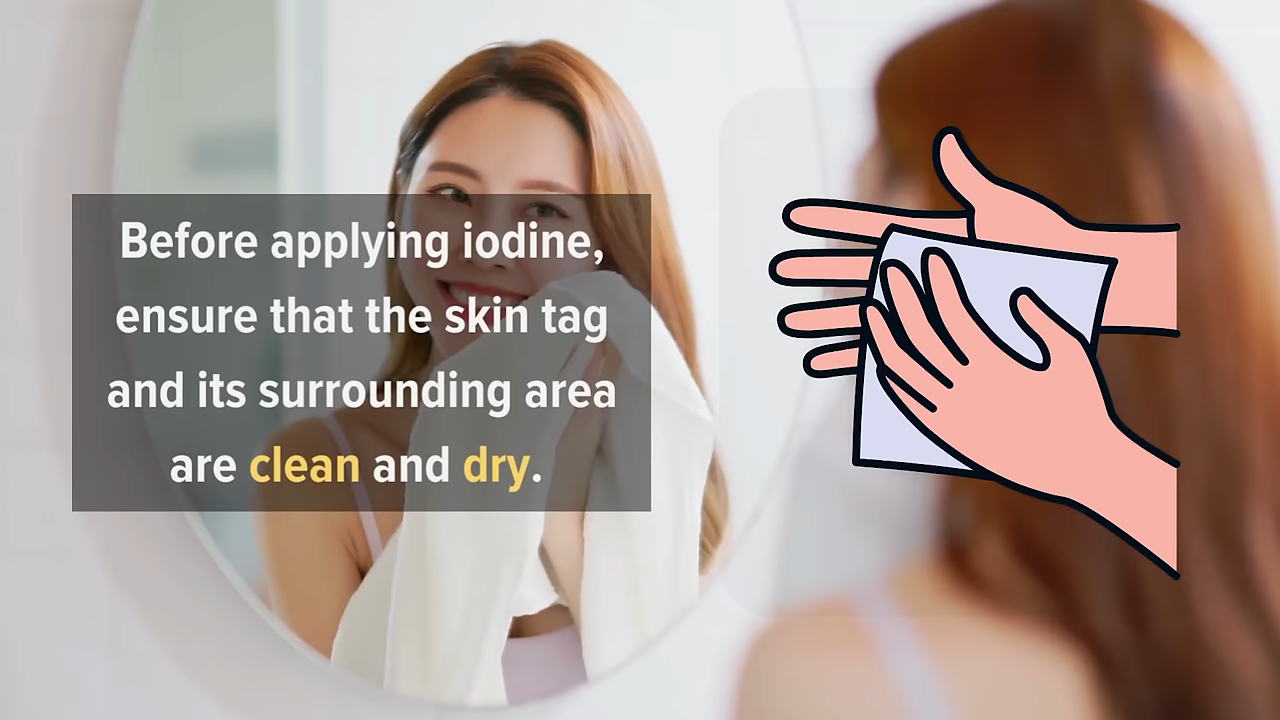 Before applying iodine,
ensure that the skin tag
and its surrounding area
are clean and dry.